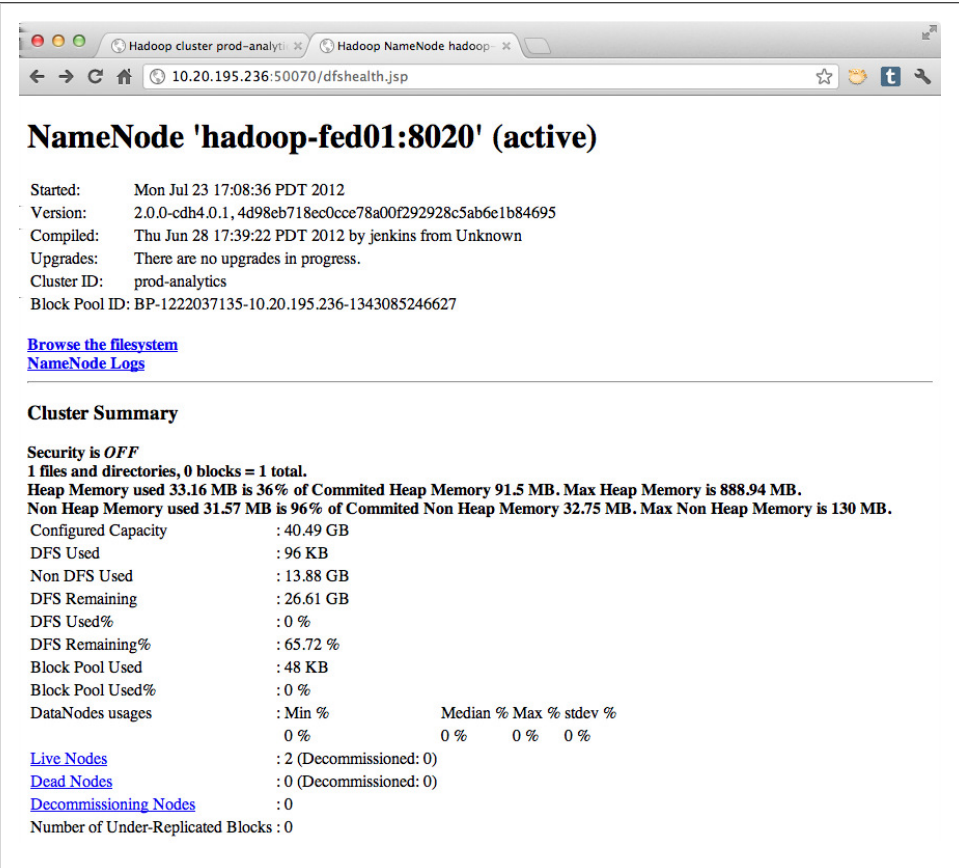 Hadoop cluster prod-analyti
Hadoop NameNode hadoop-
10.20.195.236:50070/dfshealth.jsp
t
NameNode 'hadoop-fed01:8020' (active)
Started: Mon Jul 23 17:08:36 PDT 2012
Version: 2.0.0-cdh4.0.1, 4d98eb718ec0cce78a00f292928c5ab6e1b84695
Compiled: Thu Jun 28 17:39:22 PDT 2012 by jenkins from Unknown
Upgrades: There are no upgrades in progress.
Cluster ID: prod-analytics
Block Pool ID: BP-1222037135-10.20.195.236-1343085246627
Browse the filesystem
NameNode Logs
Cluster Summary
Security is OFF
1 files and directories, 0 blocks = 1 total.
Heap Memory used 33.16 MB is 36% of Commited Heap Memory 91.5 MB. Max Heap Memory is 888.94 MB.
Non Heap Memory used 31.57 MB is 96% of Commited Non Heap Memory 32.75 MB. Max Non Heap Memory is 130 MB.
Configured Capacity : 40.49 GB
DFS Used : 96 KB
Non DFS Used : 13.88 GB
DFS Remaining : 26.61 GB
DFS Used% : 0 %
DFS Remaining% : 65.72 %
Block Pool Used : 48 KB
Block Pool Used% : 0 %
DataNodes usages : Min % Median % Max % stdev %
0 % 0 % 0 % 0 %
Live Nodes : 2 (Decommissioned: 0)
Dead Nodes : 0 (Decommissioned: 0)
Decommissioning Nodes : 0
Number of Under-Replicated Blocks : 0